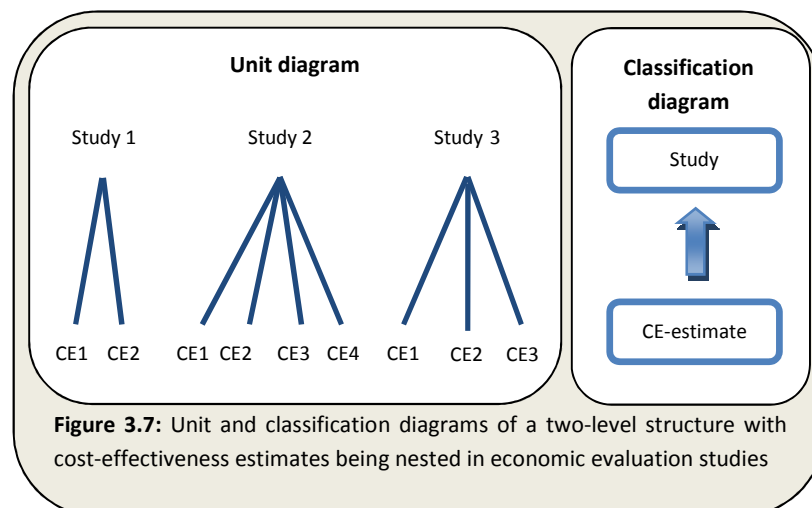 Unit diagram
Study 1 Study 2 Study 3
CE1 CE2 CE1 CE2 CE3 CE4 CE1 CE2 CE3
Classification
diagram
Study
CE-estimate
Figure 3.7: Unit and classification diagrams of a two-level structure with
cost-effectiveness estimates being nested in economic evaluation studies